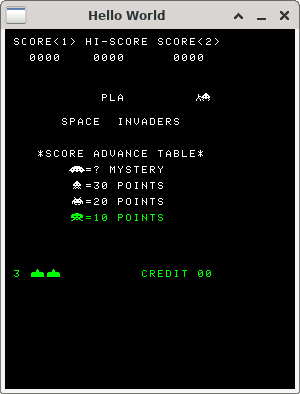 Hello World
SCORE<1> HI-SCORE SCORE<2>
0000 0000 0000
PLA
SPACE INVADERS
*SCORE ADVANCE TABLE*
=? MYSTERY
=30 POINTS
=20 POINTS
=10 POINTS
3 CREDIT 00